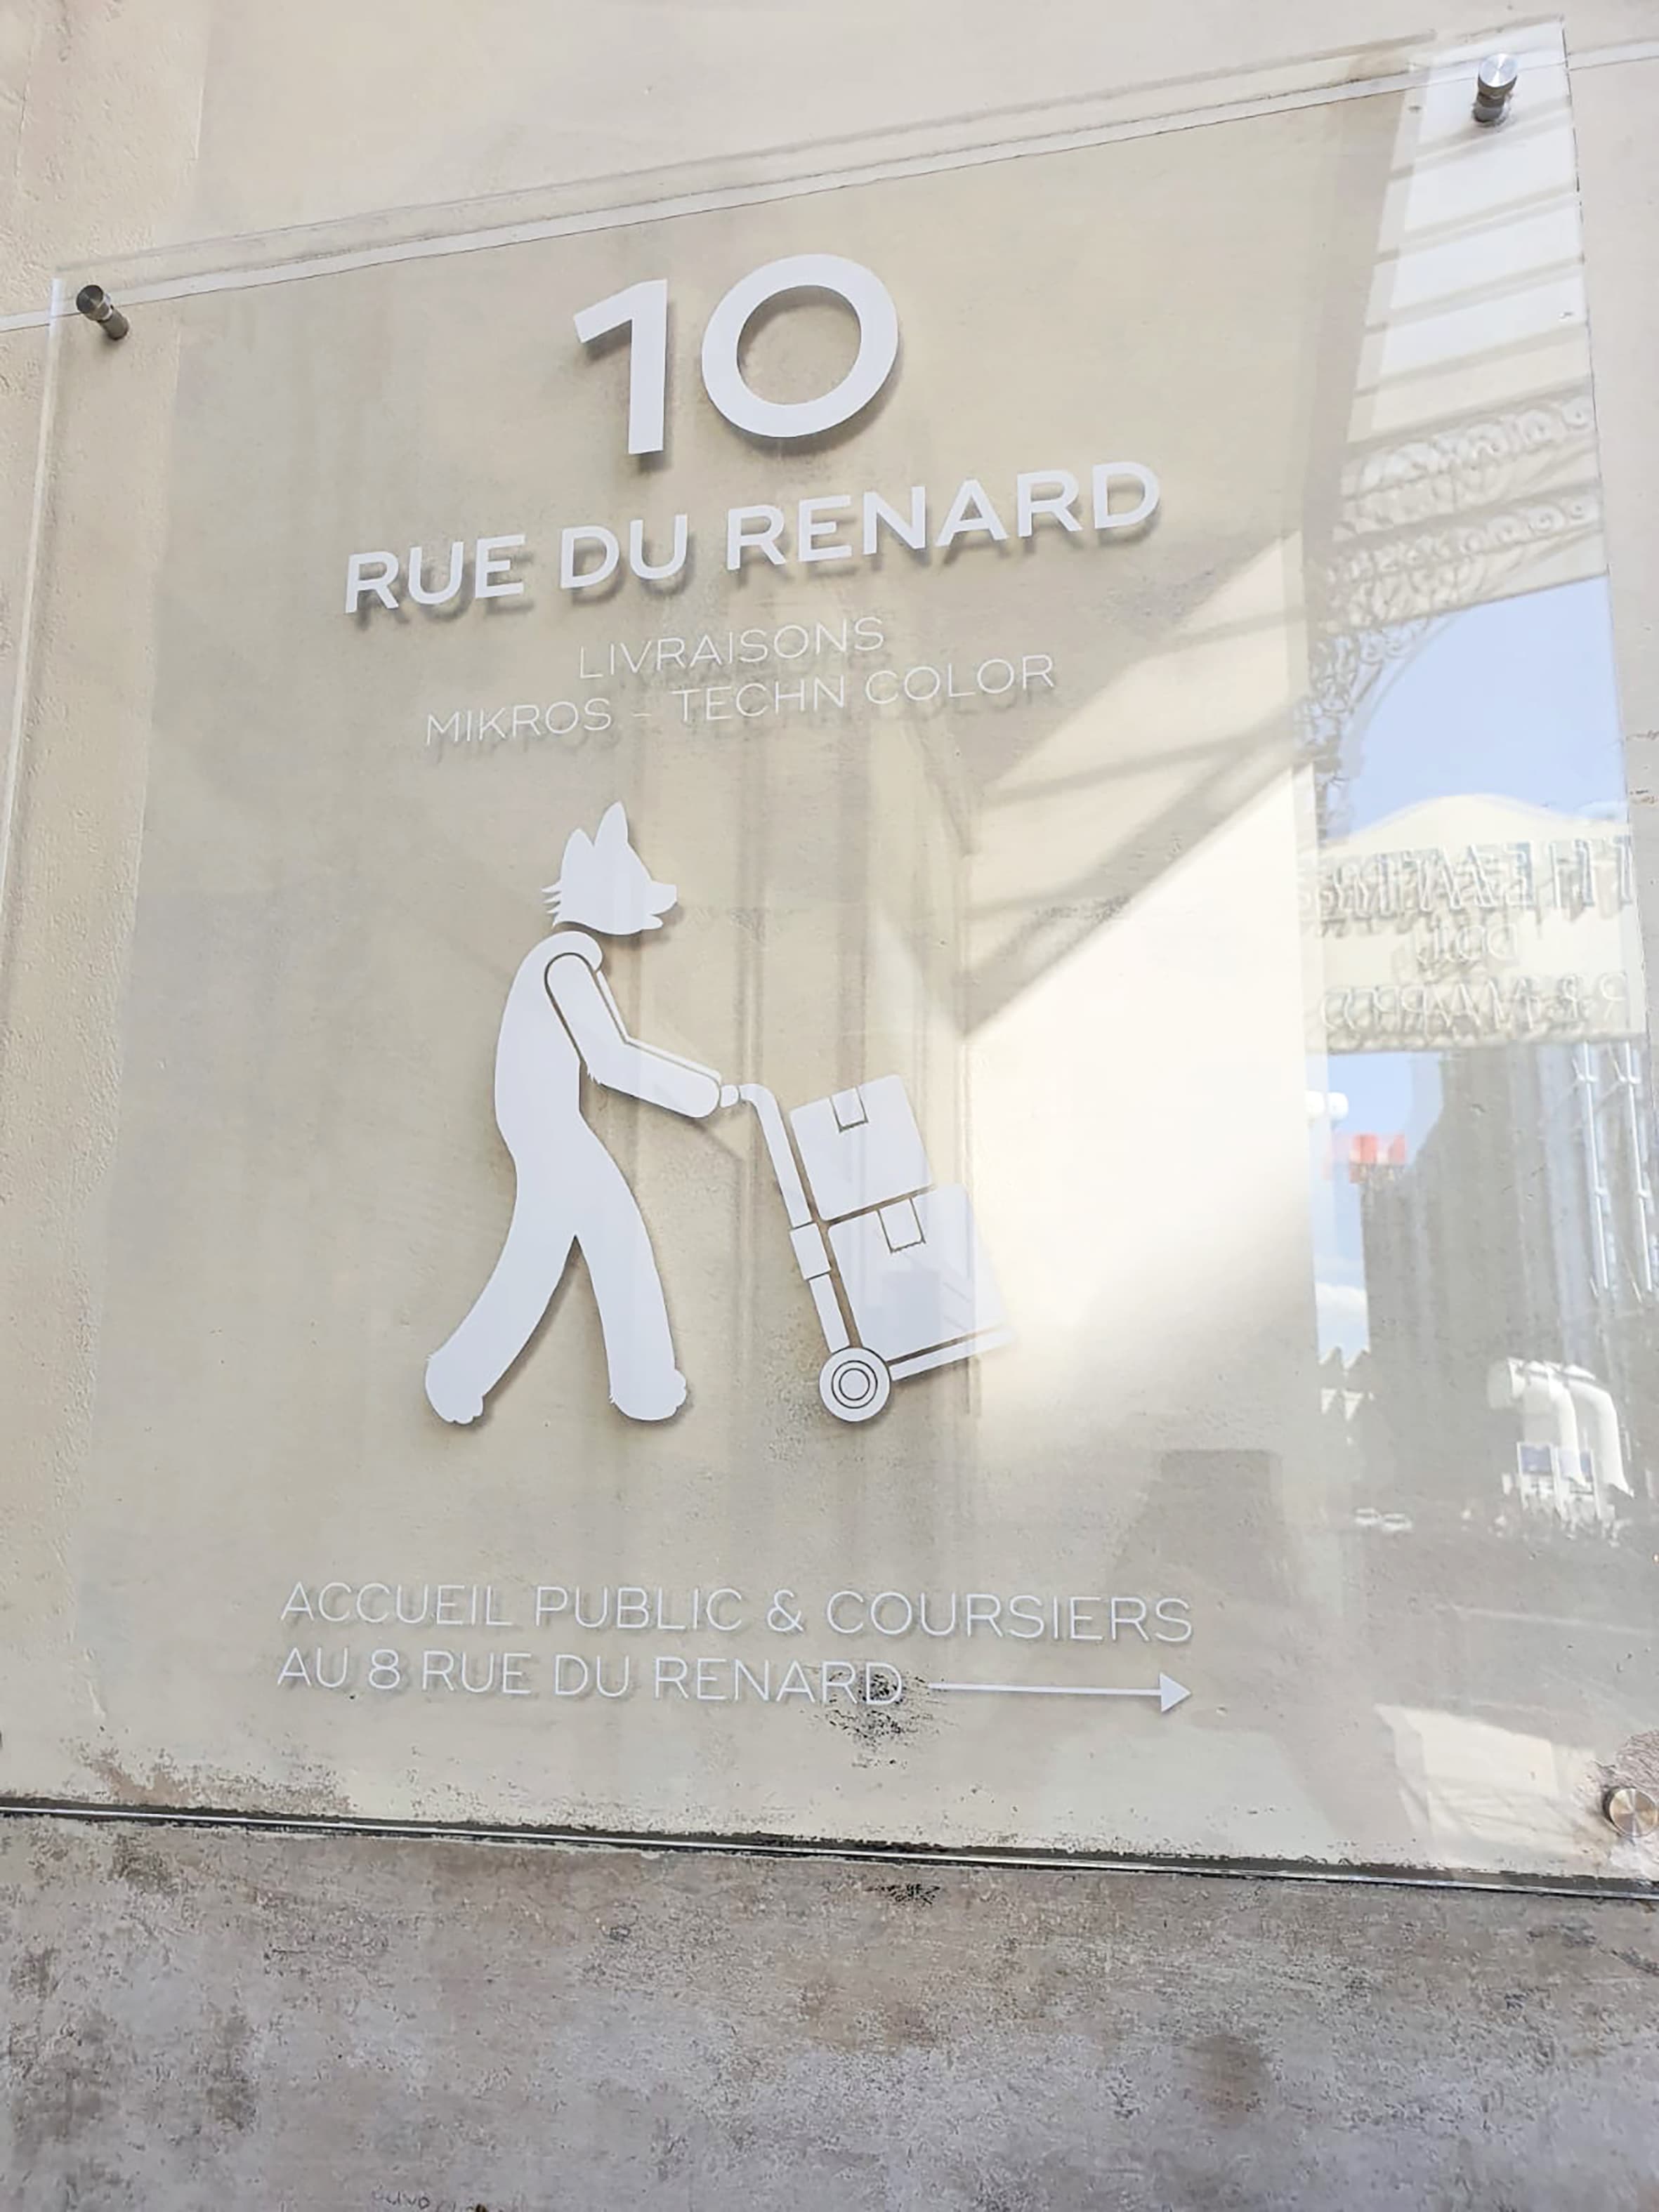 10
RUE DU RENARD
LIVRAISONS
MIKROS – TECHN COLOR
ACCUEIL PUBLIC & COURSIERS
AU 8 RUE DU RENARD